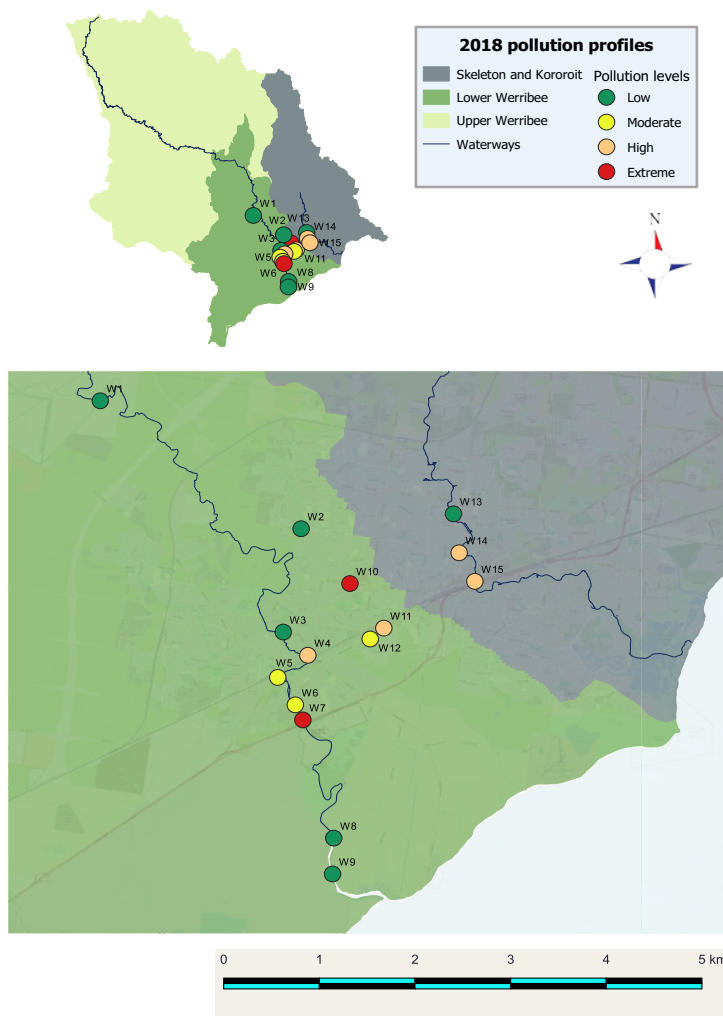 2018 pollution profiles
Skeleton and Kororoit
Lower Werribee
Upper Werribee
Waterways
Pollution levels
Low
Moderate
High
Extreme
N
W1
W2
W13
W14
W3
W15
W5
W11
W6
W8
W9
W1
W13
W2
W14
W15
W10
W11
W3
W4
W12
W5
W6
W7
W8
W9
0 1 2 3 4 5 km